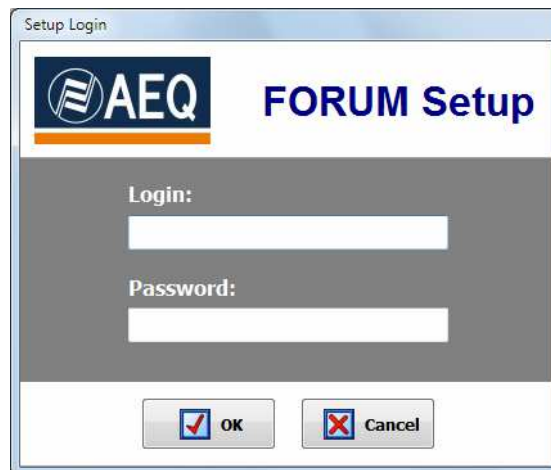 Setup Login
AEQ
FORUM Setup
Login:
Password:
OK
Cancel